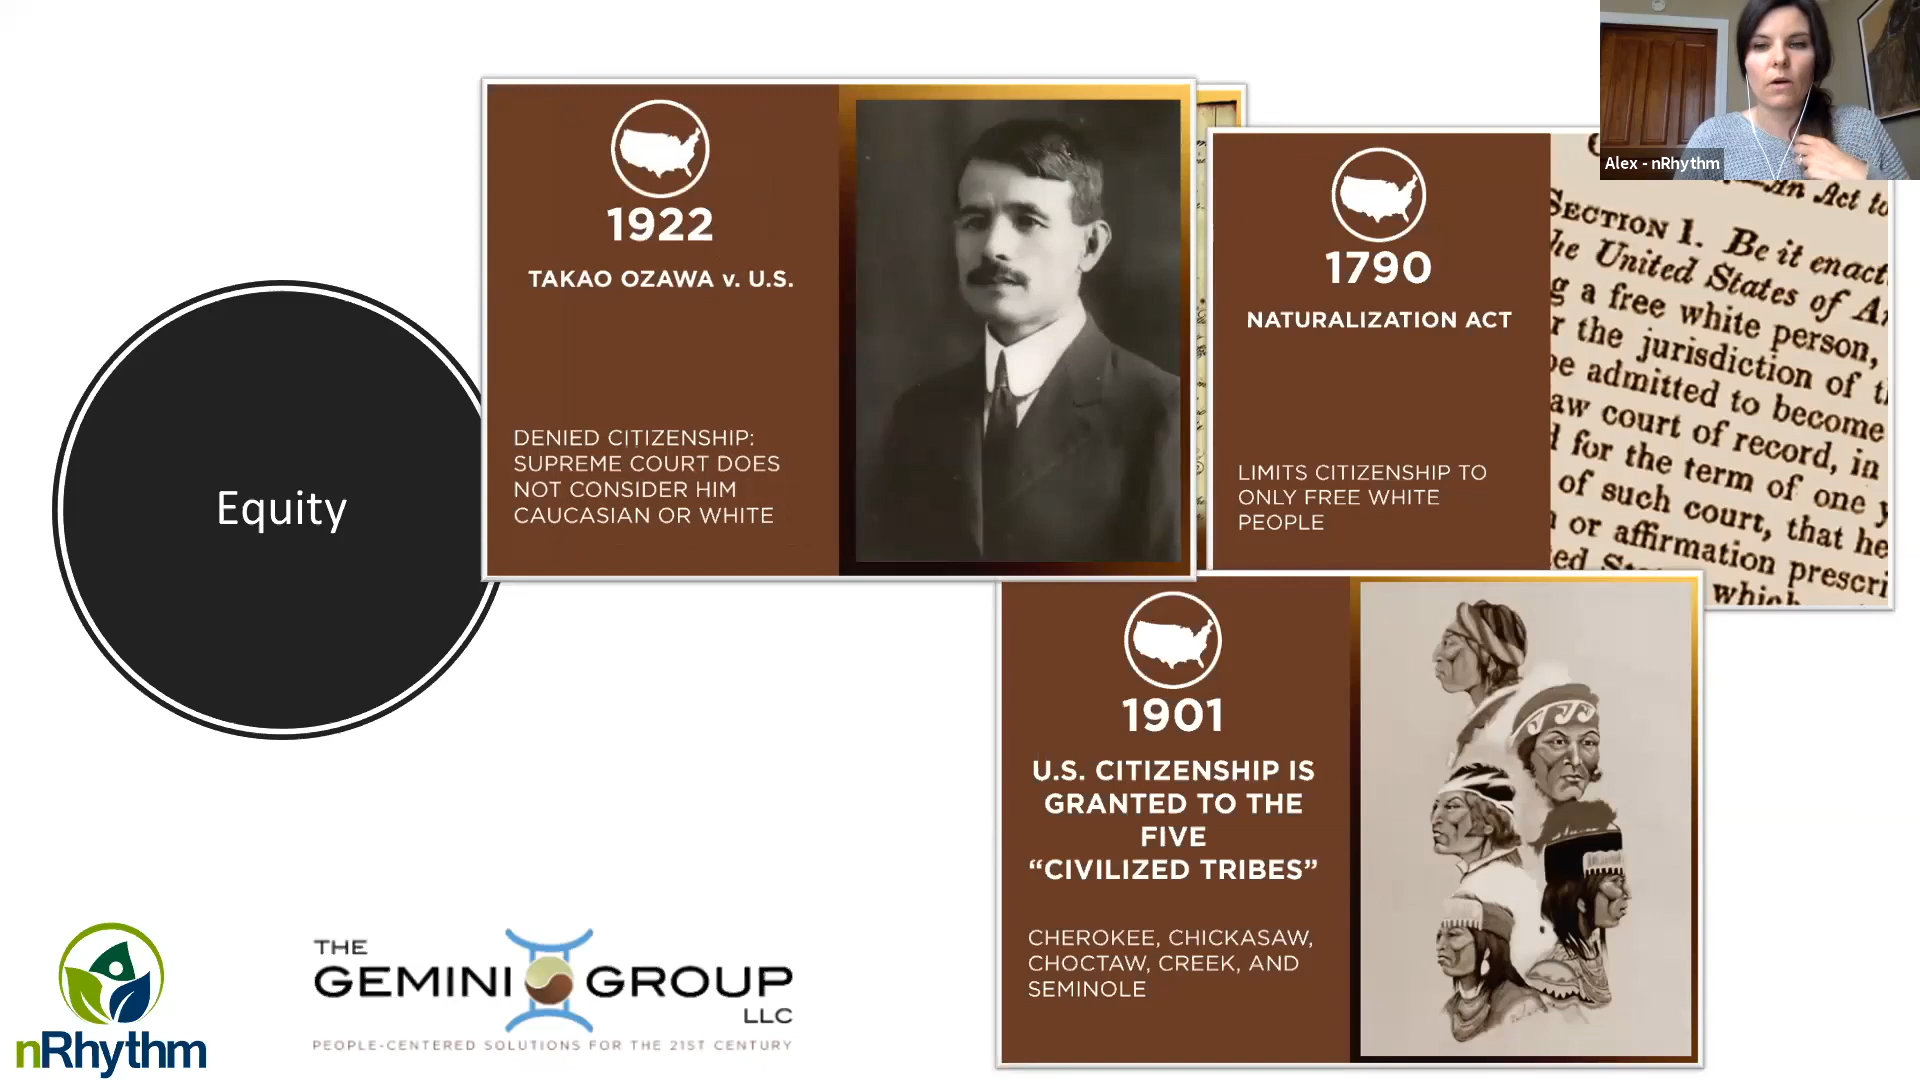 Alex - nRhythm
Equity
1922
TAKAO OZAWA v. U.S.
DENIED CITIZENSHIP:
SUPREME COURT DOES
NOT CONSIDER HIM
CAUCASIAN OR WHITE
1790
NATURALIZATION ACT
LIMITS CITIZENSHIP TO
ONLY FREE WHITE
PEOPLE
An Act to
SECTION 1. Be it enact
the United States of
g a free white person,
the jurisdiction of
be admitted to become
court of record, in
for the term of one
of such court, that he
or affirmation prescri
which
1901
U.S. CITIZENSHIP IS
GRANTED TO THE
FIVE
“CIVILIZED TRIBES”
CHEROKEE, CHICKASAW,
CHOCTAW, CREEK, AND
SEMINOLE
nRhythm
THE
GEMINI GROUP
LLC
PEOPLE-CENTERED SOLUTIONS FOR THE 21ST CENTURY